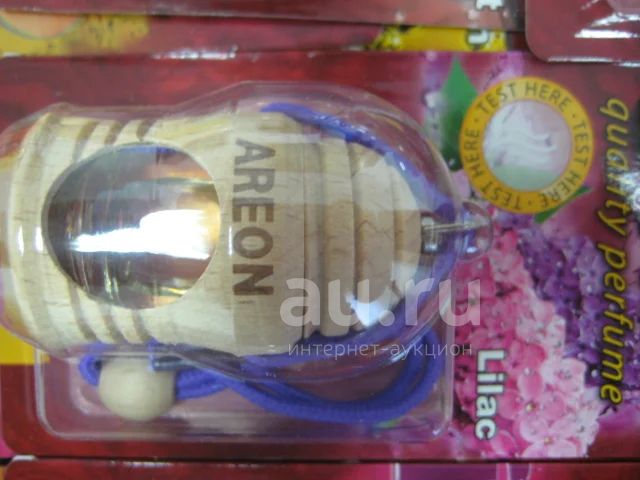 AREON
TEST HERE · TEST HERE · TEST HERE ·
quality perfume
Lilac
au.ru
интернет-аукцион